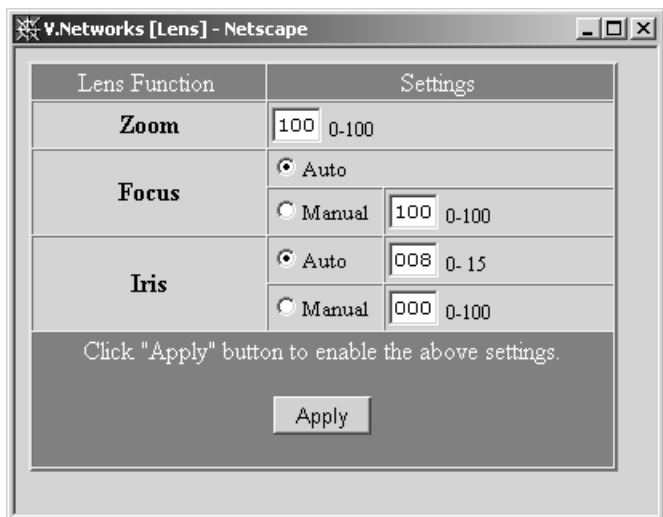 V.Networks [Lens] - Netscape
Lens Function Settings
Zoom 100 0-100
Focus Auto
Manual 100 0-100
Iris Auto 008 0- 15
Manual 000 0-100
Click "Apply" button to enable the above settings.
Apply